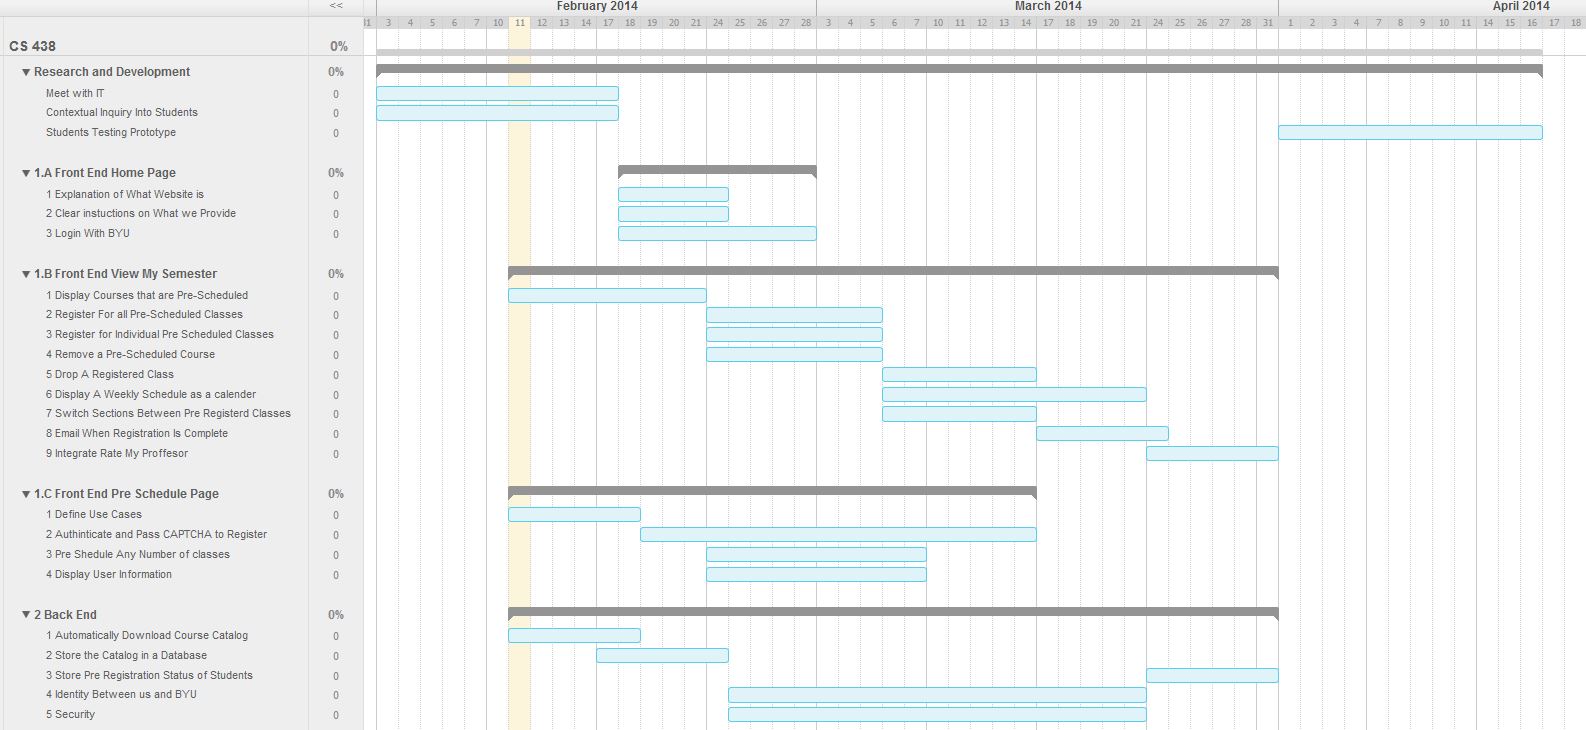 << February 2014 March 2014 April 2014
31 3 4 5 6 7 10 11 12 13 14 17 18 19 20 21 24 25 26 27 28 3 4 5 6 7 10 11 12 13 14 17 18 19 20 21 24 25 26 27 28 31 1 2 3 4 7 8 9 10 11 14 15 16 17 18
CS 438 0%
Research and Development 0%
Meet with IT 0
Contextual Inquiry Into Students 0
Students Testing Prototype 0
1.A Front End Home Page 0%
1 Explanation of What Website is 0
2 Clear instuctions on What we Provide 0
3 Login With BYU 0
1.B Front End View My Semester 0%
1 Display Courses that are Pre-Scheduled 0
2 Register For all Pre-Scheduled Classes 0
3 Register for Individual Pre Scheduled Classes 0
4 Remove a Pre-Scheduled Course 0
5 Drop A Registered Class 0
6 Display A Weekly Schedule as a calender 0
7 Switch Sections Between Pre Registerd Classes 0
8 Email When Registration Is Complete 0
9 Integrate Rate My Proffesor 0
1.C Front End Pre Schedule Page 0%
1 Define Use Cases 0
2 Authinticate and Pass CAPTCHA to Register 0
3 Pre Shedule Any Number of classes 0
4 Display User Information 0
2 Back End 0%
1 Automatically Download Course Catalog 0
2 Store the Catalog in a Database 0
3 Store Pre Registration Status of Students 0
4 Identity Between us and BYU 0
5 Security 0